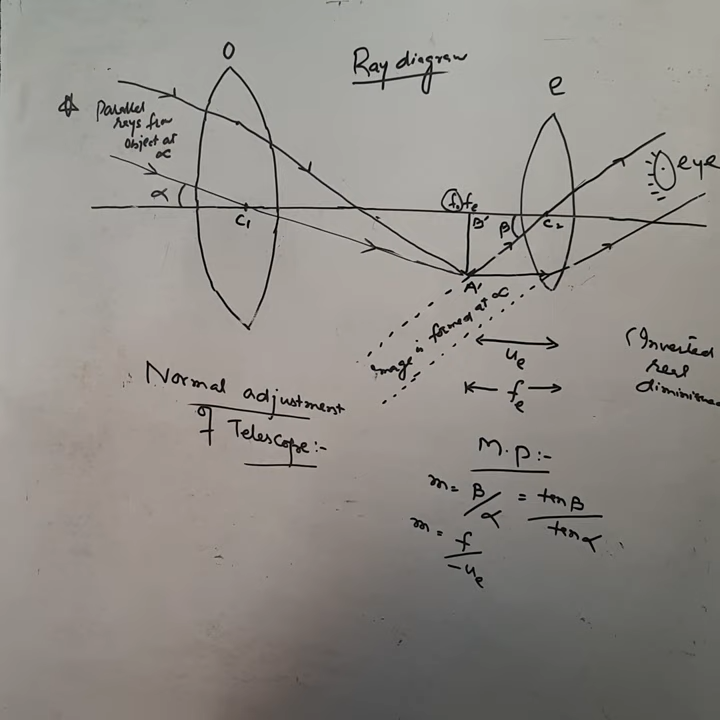 O
Ray diagram
e
Parallel
rays from
object at
∝
eye
α
C₁
f₀ fe
B'
β
C₂
A'
image is formed at ∝
ue
fe
(Inverted
real
diminishe
Normal adjustment
of Telescope:-
M.P:-
m = β/α = tanβ/tanα
m = f/-ue